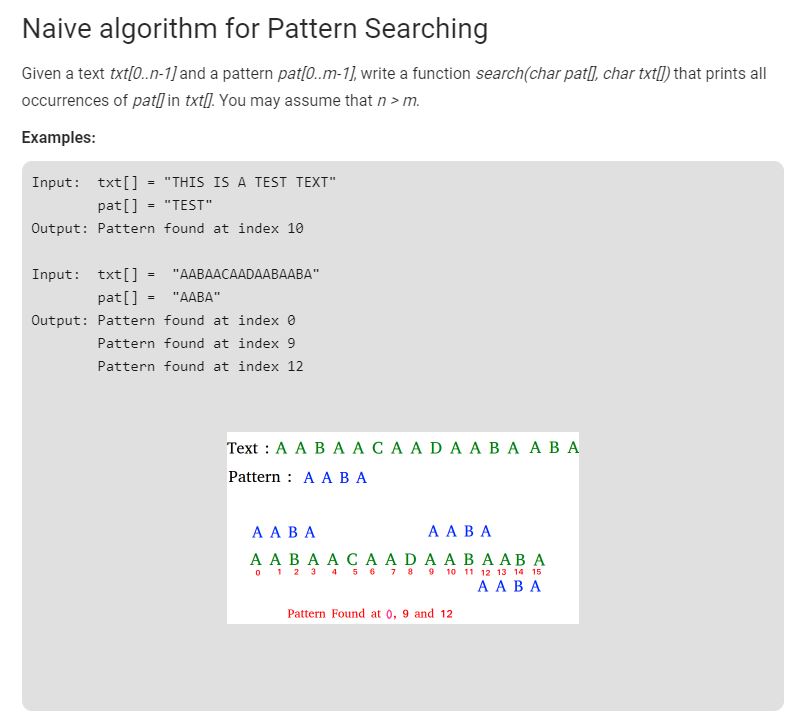 Naive algorithm for Pattern Searching
Given a text txt[0..n-1] and a pattern pat[0..m-1], write a function search(char pat[], char txt[]) that prints all
occurrences of pat[] in txt[]. You may assume that n > m.
Examples:
Input:  txt[] = "THIS IS A TEST TEXT"
        pat[] = "TEST"
Output: Pattern found at index 10
Input:  txt[] =  "AABAACAADAABAABA"
        pat[] =  "AABA"
Output: Pattern found at index 0
        Pattern found at index 9
        Pattern found at index 12
Text : A A B A A C A A D A A B A A B A
Pattern : A A B A
A A B A A A B A
A A B A A C A A D A A B A A B A
0 1 2 3 4 5 6 7 8 9 10 11 12 13 14 15
A A B A
Pattern Found at 0, 9 and 12